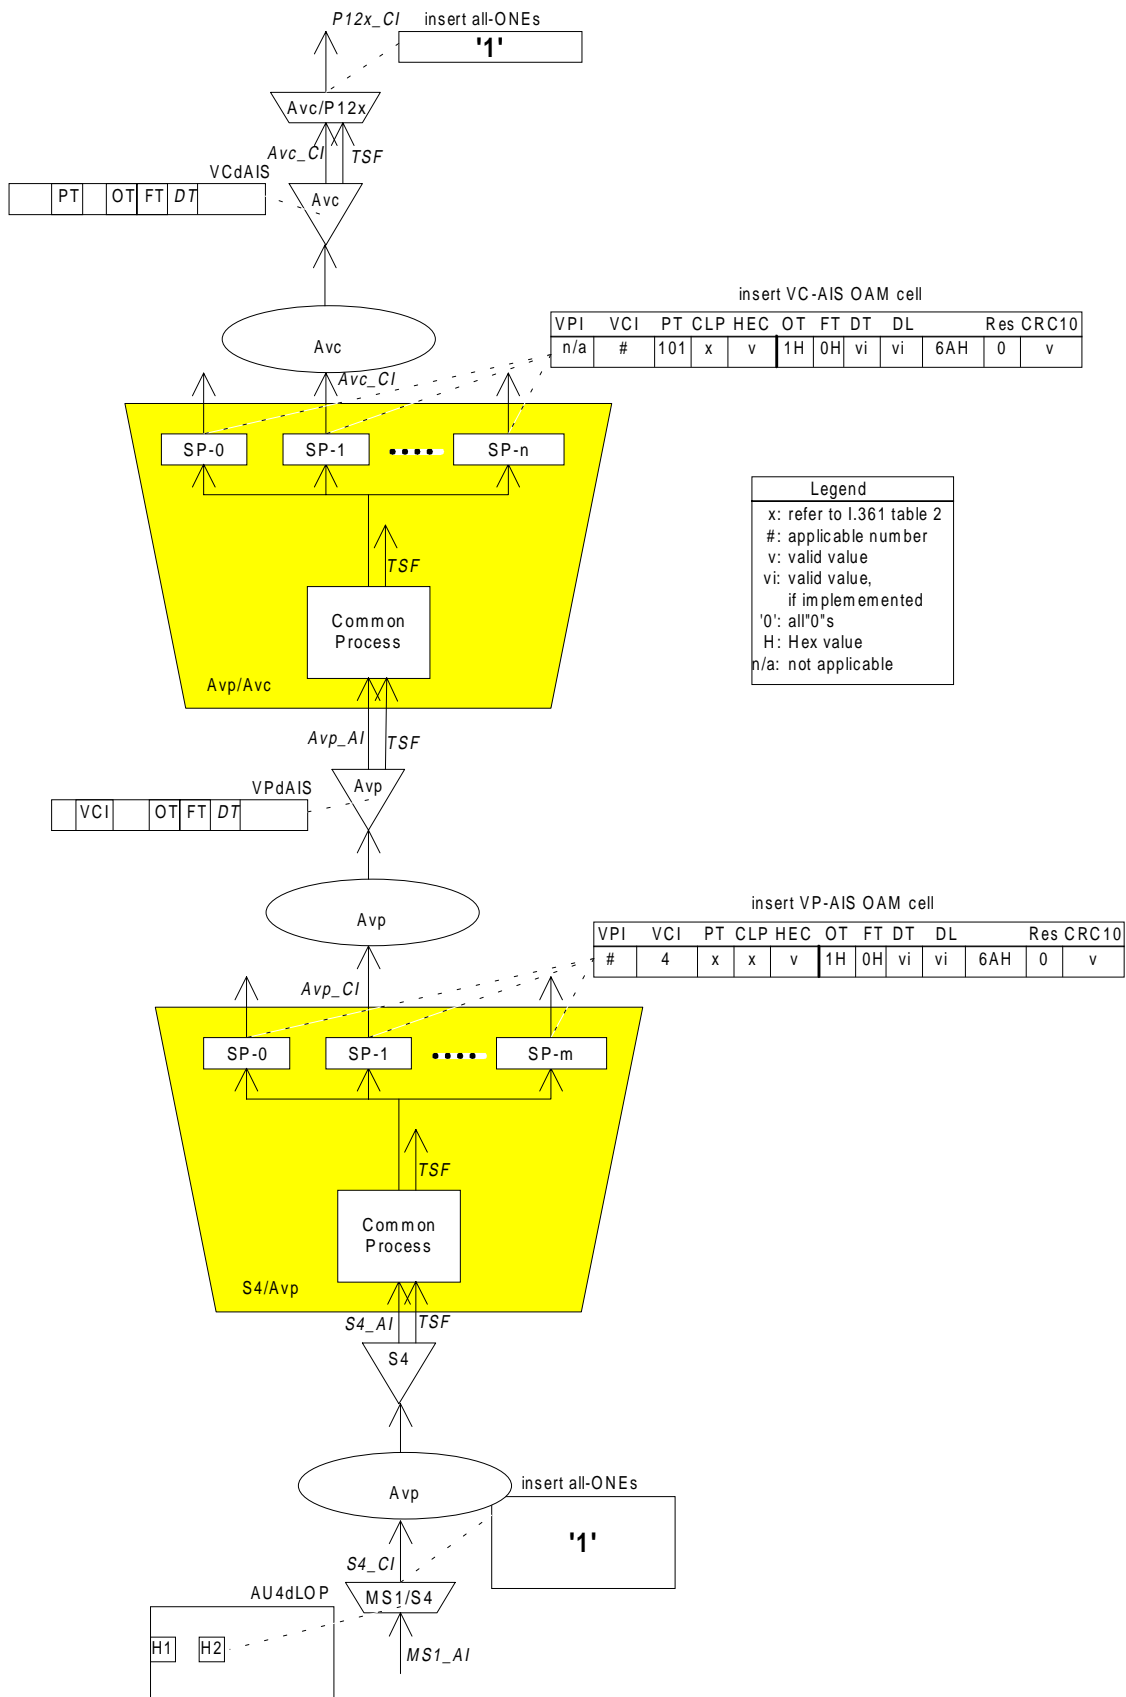 P12x_CI insert all-ONEs
'1'
Avc/P12x
Avc_CI TSF
VCdAIS
PT OT FT DT
Avc
insert VC-AIS OAM cell
VPI VCI PT CLP HEC OT FT DT DL Res CRC10
n/a # 101 x v 1H 0H vi vi 6AH 0 v
Avc
Avc_CI
SP-0 SP-1 SP-n
Legend
x: refer to I.361 table 2
#: applicable number
v: valid value
vi: valid value,
if implememented
'0': all"0"s
H: Hex value
n/a: not applicable
TSF
Common
Process
Avp/Avc
Avp_AI TSF
VPdAIS
Avp
VCI OT FT DT
insert VP-AIS OAM cell
Avp
VPI VCI PT CLP HEC OT FT DT DL Res CRC10
# 4 x x v 1H 0H vi vi 6AH 0 v
Avp_CI
SP-0 SP-1 SP-m
TSF
Common
Process
S4/Avp
S4_AI TSF
S4
insert all-ONEs
Avp
'1'
S4_CI
AU4dLOP
MS1/S4
H1 H2
MS1_AI